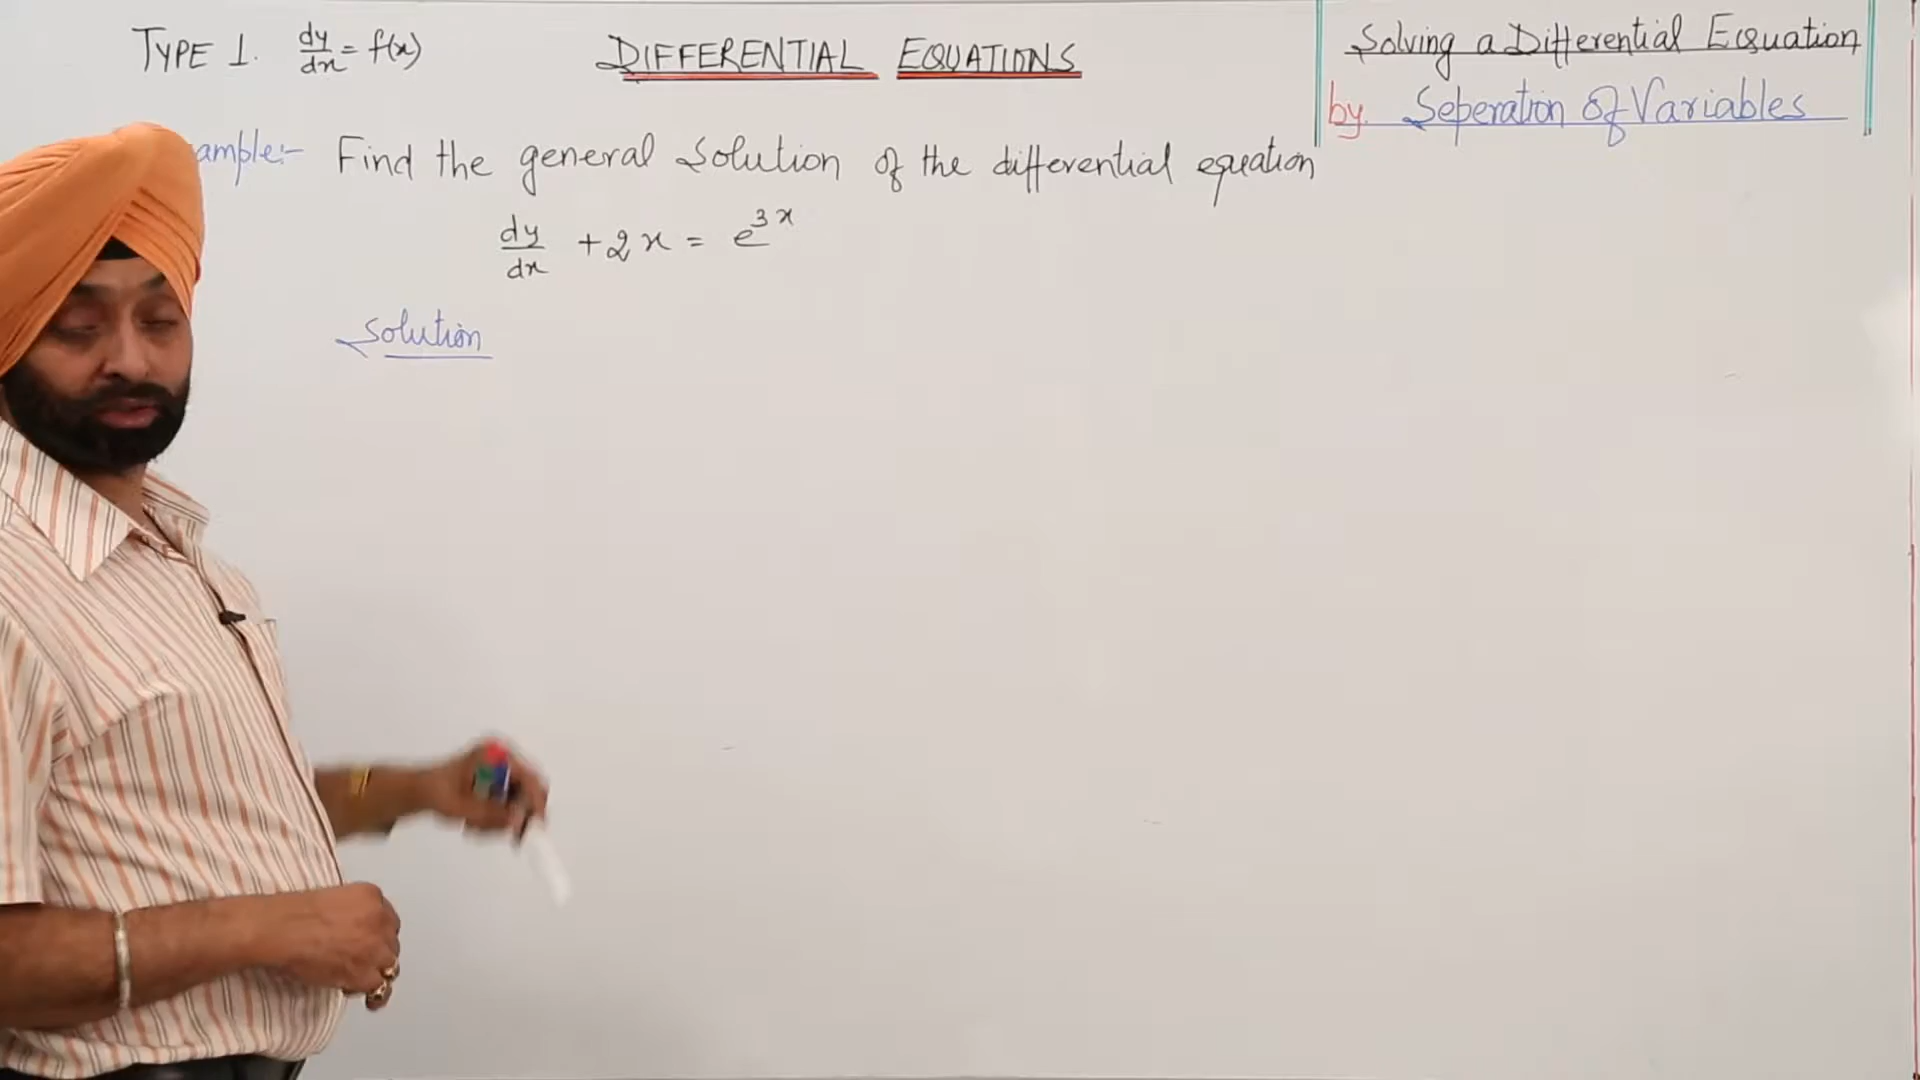 TYPE 1. dy/dx = f(x)
DIFFERENTIAL EQUATIONS
Solving a Differential Equation
by Seperation Of Variables
ample:- Find the general Solution of the differential equation
dy/dx + 2x = e^3x
Solution